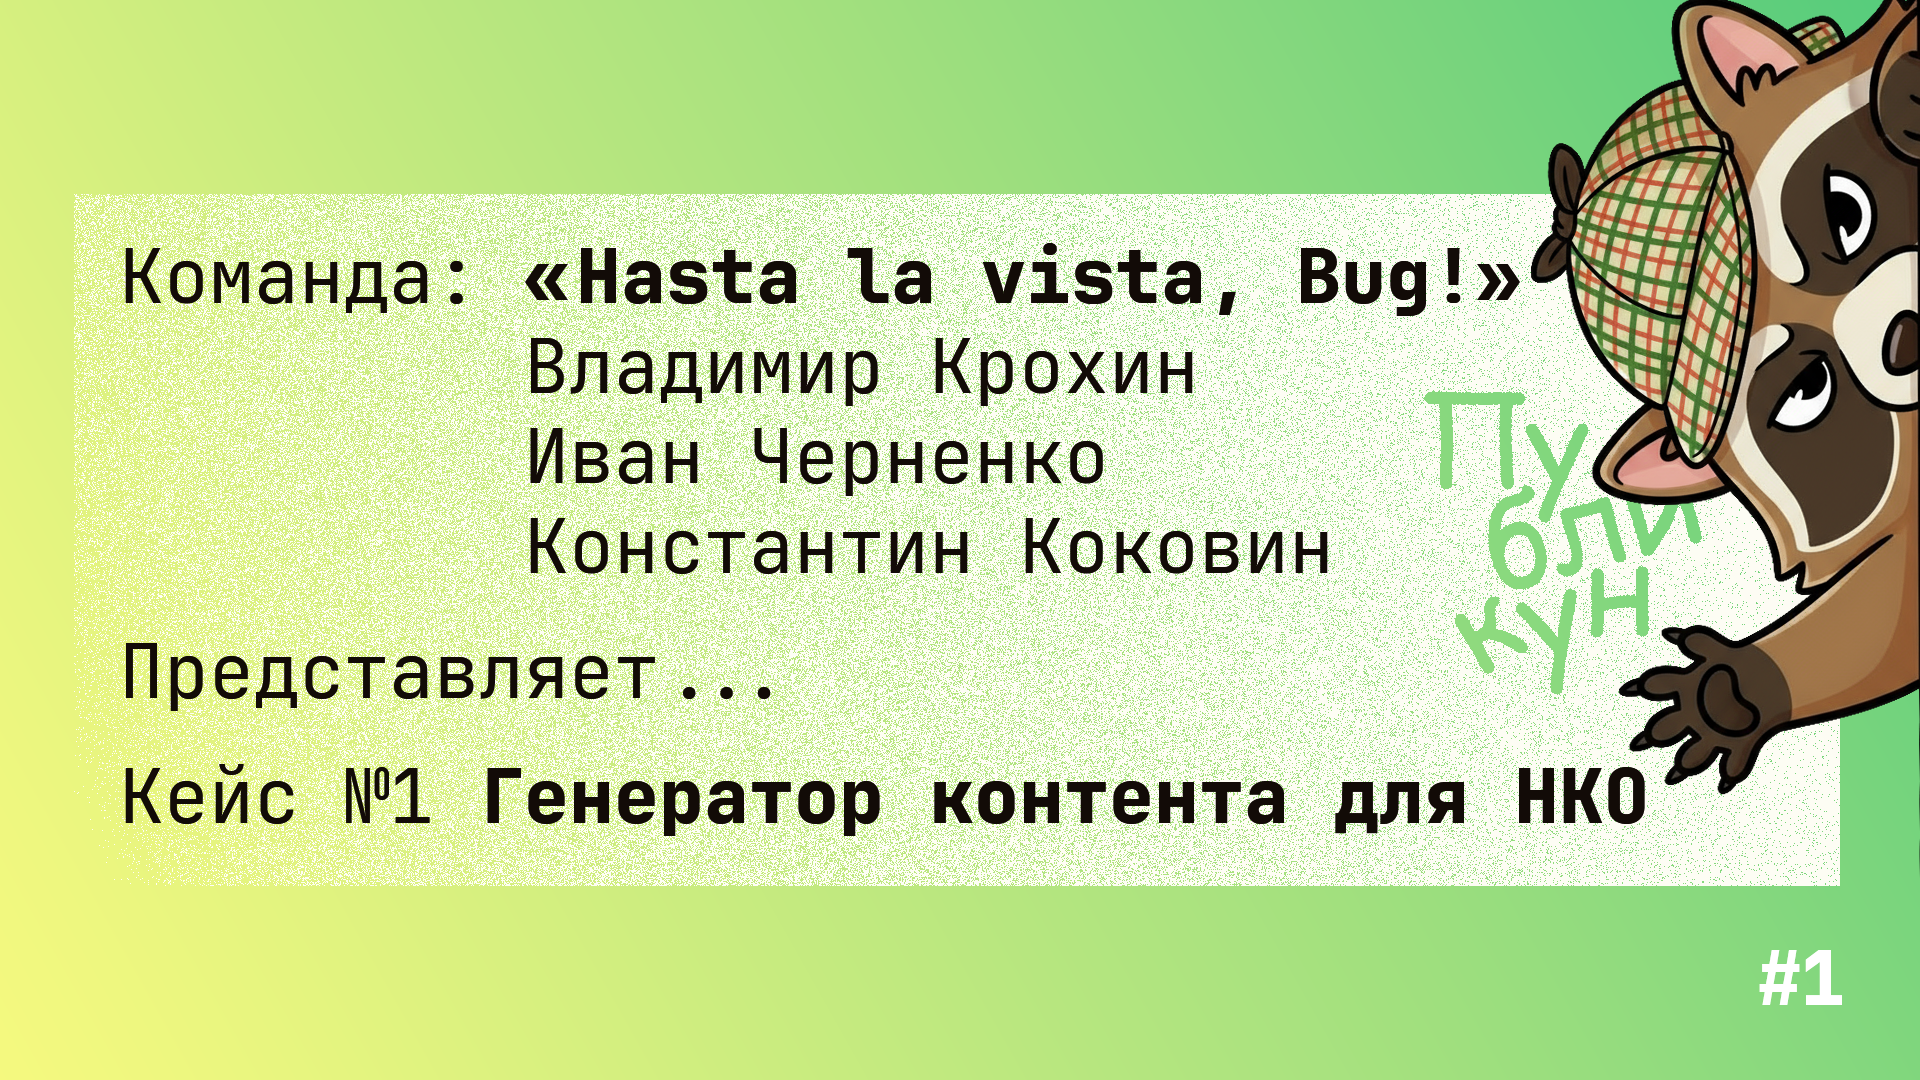 Команда: «Hasta la vista, Bug!»
Владимир Крохин
Иван Черненко
Константин Коковин
Пу
бли
кун
Представляет...
Кейс №1 Генератор контента для НКО
#1